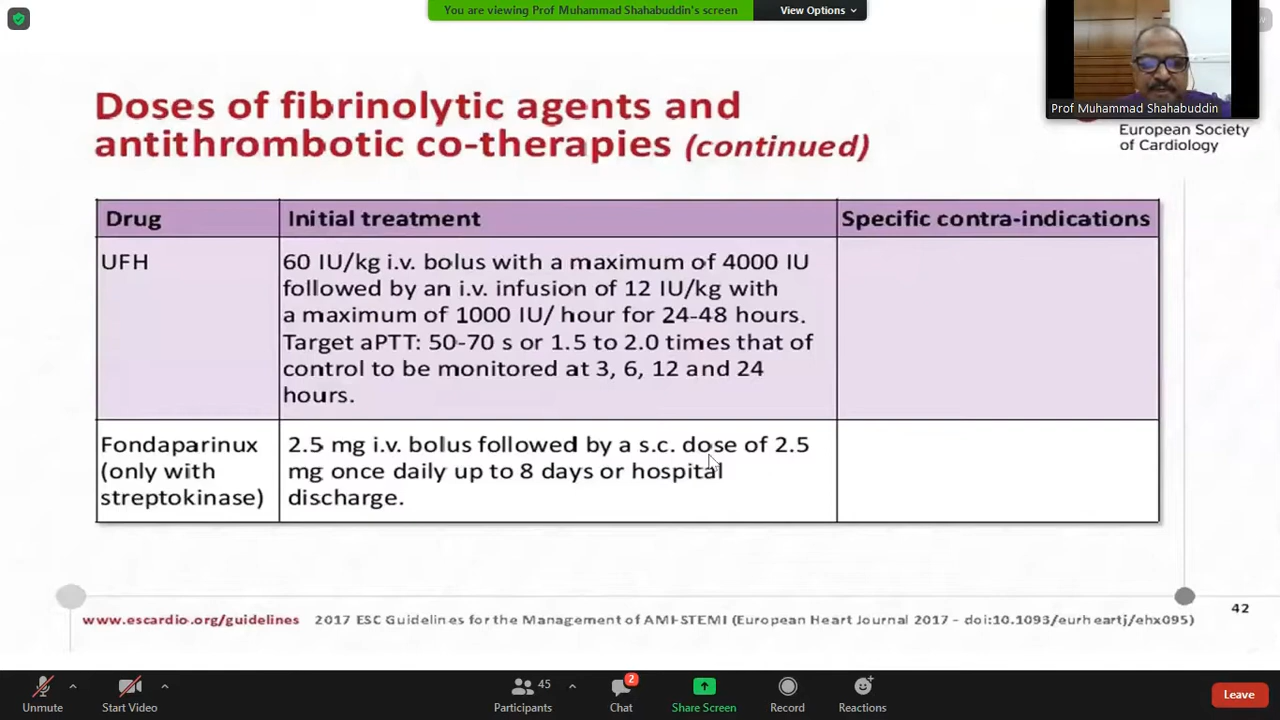 You are viewing Prof Muhammad Shahabuddin's screen
View Options
Prof Muhammad Shahabuddin
Doses of fibrinolytic agents and
antithrombotic co-therapies (continued)
European Society
of Cardiology
Drug
Initial treatment
Specific contra-indications
UFH
60 IU/kg i.v. bolus with a maximum of 4000 IU
followed by an i.v. infusion of 12 IU/kg with
a maximum of 1000 IU/ hour for 24-48 hours.
Target aPTT: 50-70 s or 1.5 to 2.0 times that of
control to be monitored at 3, 6, 12 and 24
hours.
Fondaparinux
(only with
streptokinase)
2.5 mg i.v. bolus followed by a s.c. dose of 2.5
mg once daily up to 8 days or hospital
discharge.
www.escardio.org/guidelines
2017 ESC Guidelines for the Management of AMI-STEMI (European Heart Journal 2017 - doi:10.1093/eurheartj/ehx095)
42
Unmute
Start Video
45
Participants
2
Chat
Share Screen
Record
Reactions
Leave